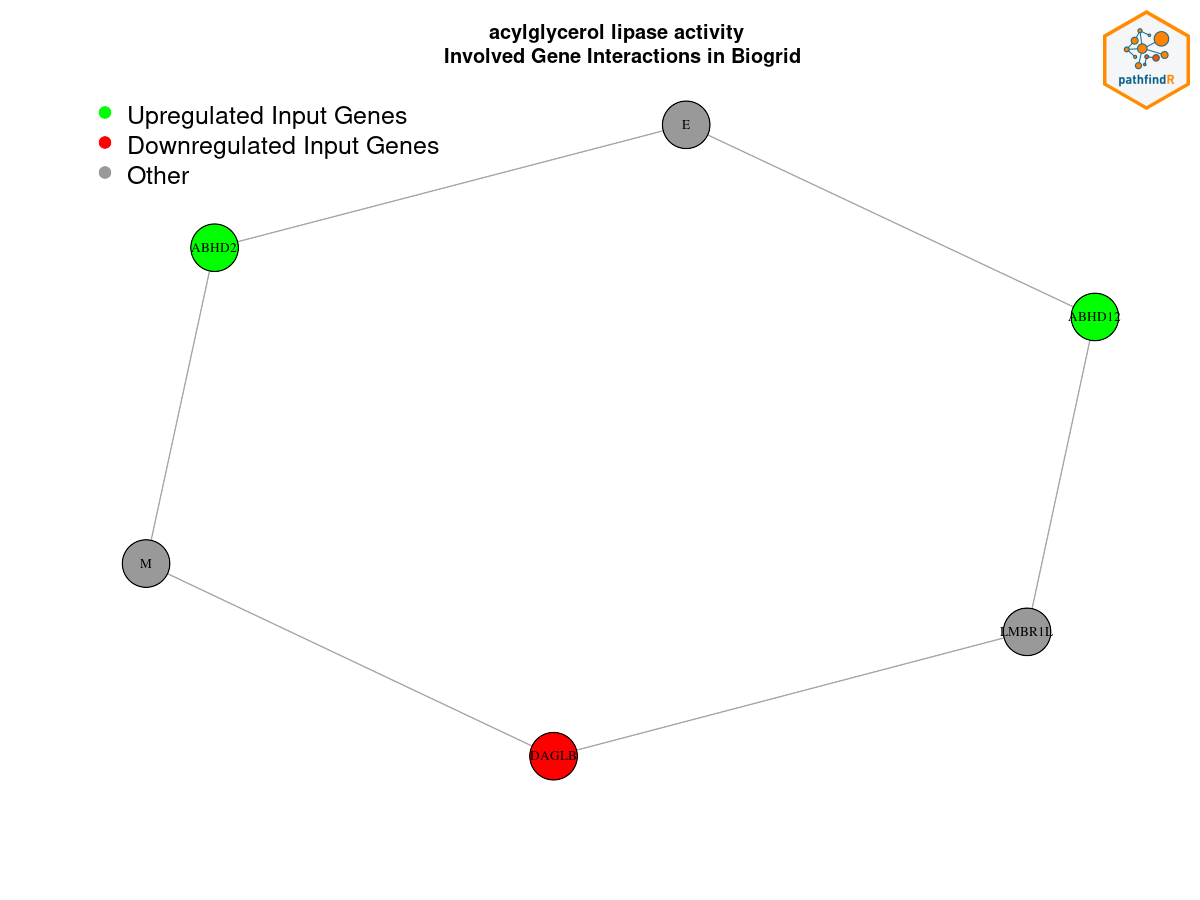 acylglycerol lipase activity
Involved Gene Interactions in Biogrid
pathfindR
Upregulated Input Genes
Downregulated Input Genes
Other
E
ABHD2
ABHD12
M
LMBR1L
DAGLB